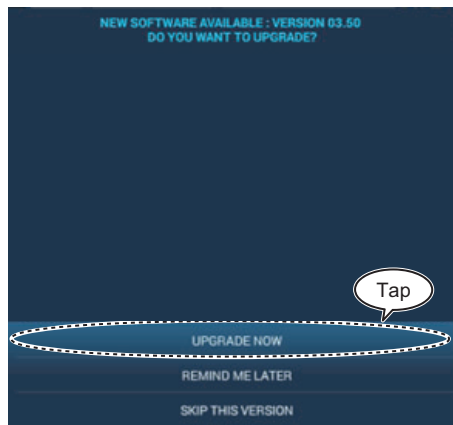 NEW SOFTWARE AVAILABLE : VERSION 03.50
DO YOU WANT TO UPGRADE?
Tap
UPGRADE NOW
REMIND ME LATER
SKIP THIS VERSION